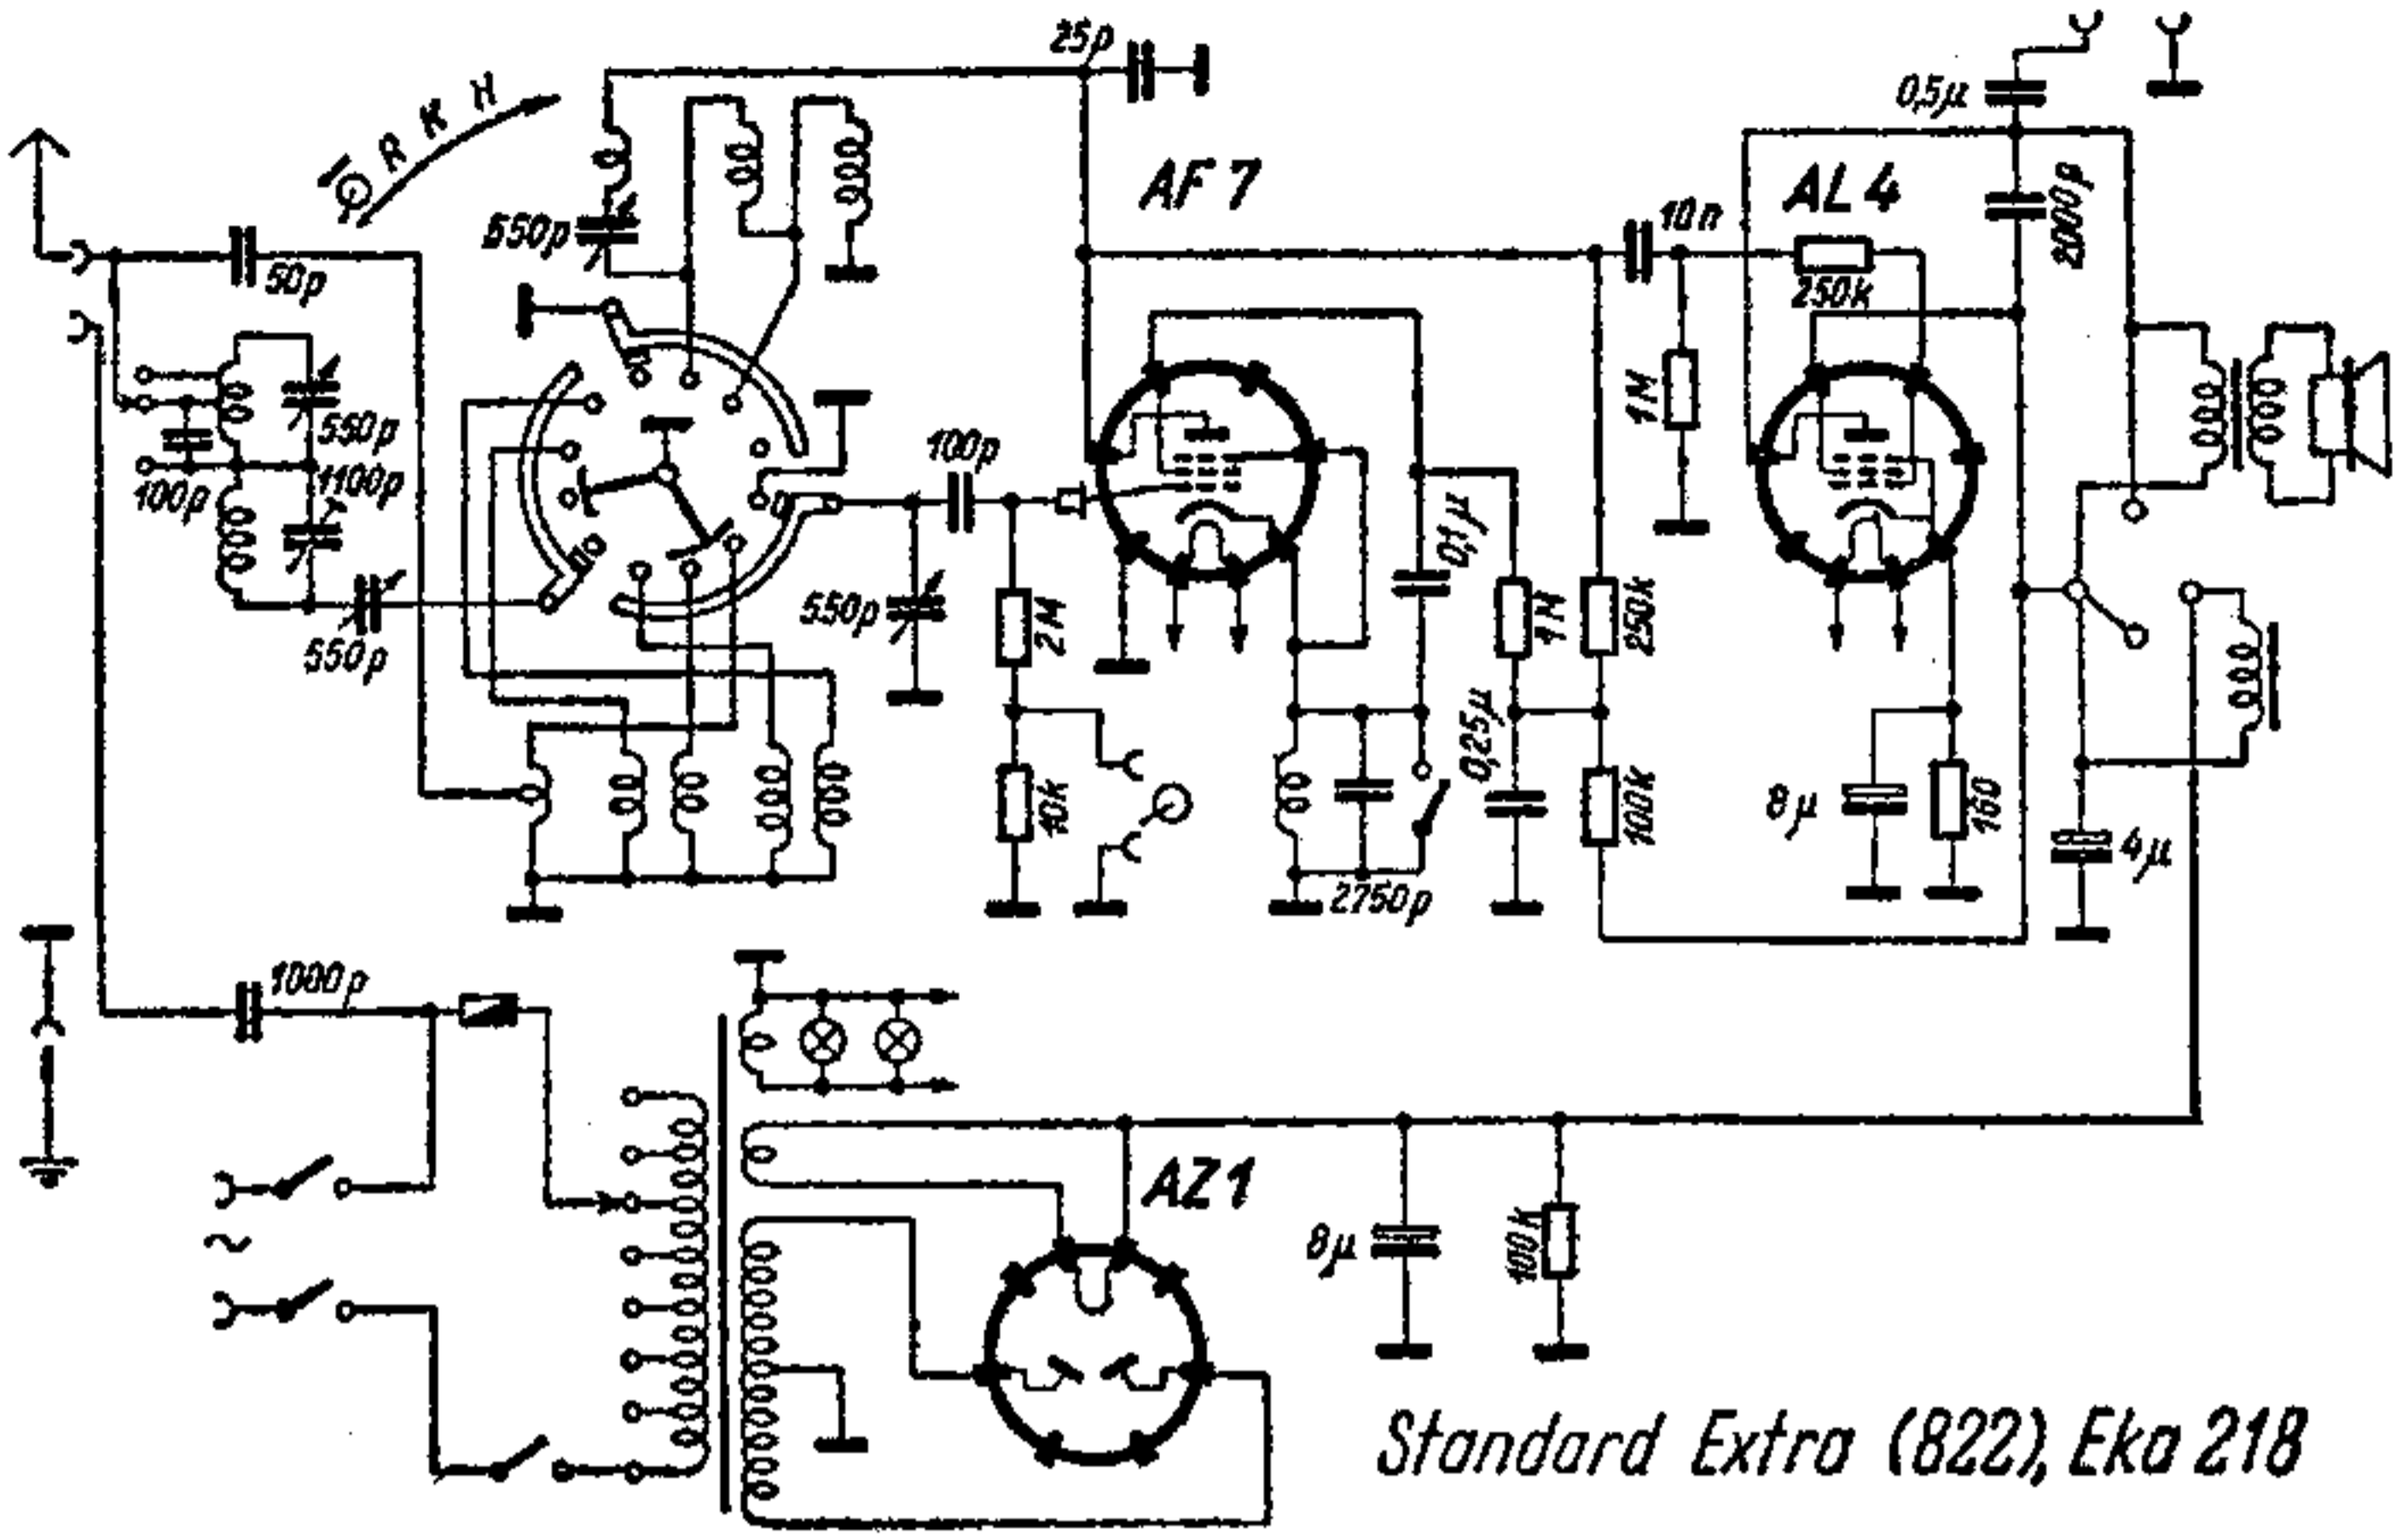 25p
R K H
0,5µ
AF 7
AL 4
550p
10n
2000p
50p
250k
1M
550p
100p
100p
1100p
0,1µ
550p
2M
550p
1M
250k
0,25µ
10k
100k
8µ
160
4µ
2750p
1000p
~
AZ1
8µ
100k
Standard Extra (822), Eka 218